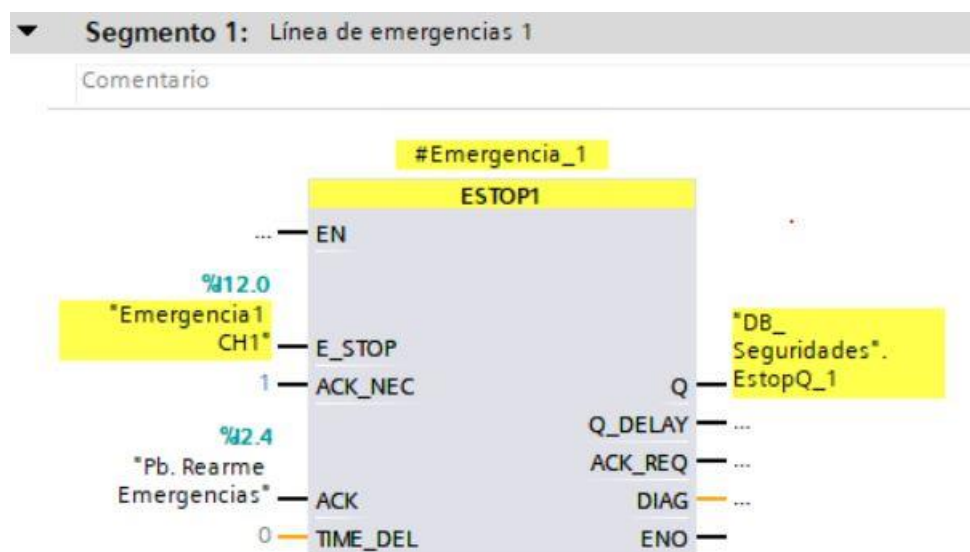 Segmento 1: Línea de emergencias 1
Comentario
#Emergencia_1
ESTOP1
... EN
%I12.0
"Emergencia1
CH1" E_STOP
1 ACK_NEC
"DB_
Seguridades".
Q EstopQ_1
Q_DELAY ...
%I2.4
"Pb. Rearme
Emergencias" ACK
ACK_REQ ...
DIAG ...
0 TIME_DEL
ENO